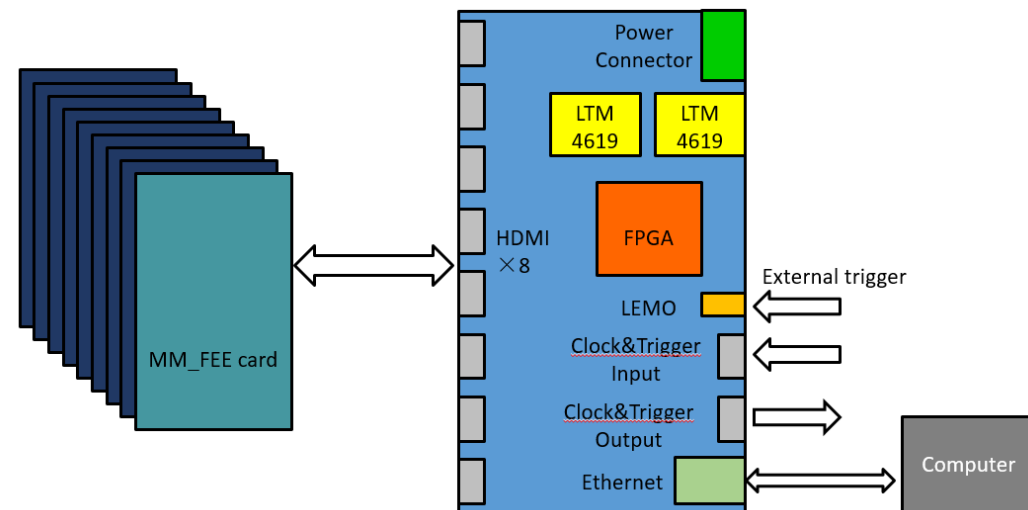 Power
Connector
LTM
4619
LTM
4619
HDMI
×8
FPGA
External trigger
LEMO
Clock&Trigger
Input
MM_FEE card
Clock&Trigger
Output
Computer
Ethernet